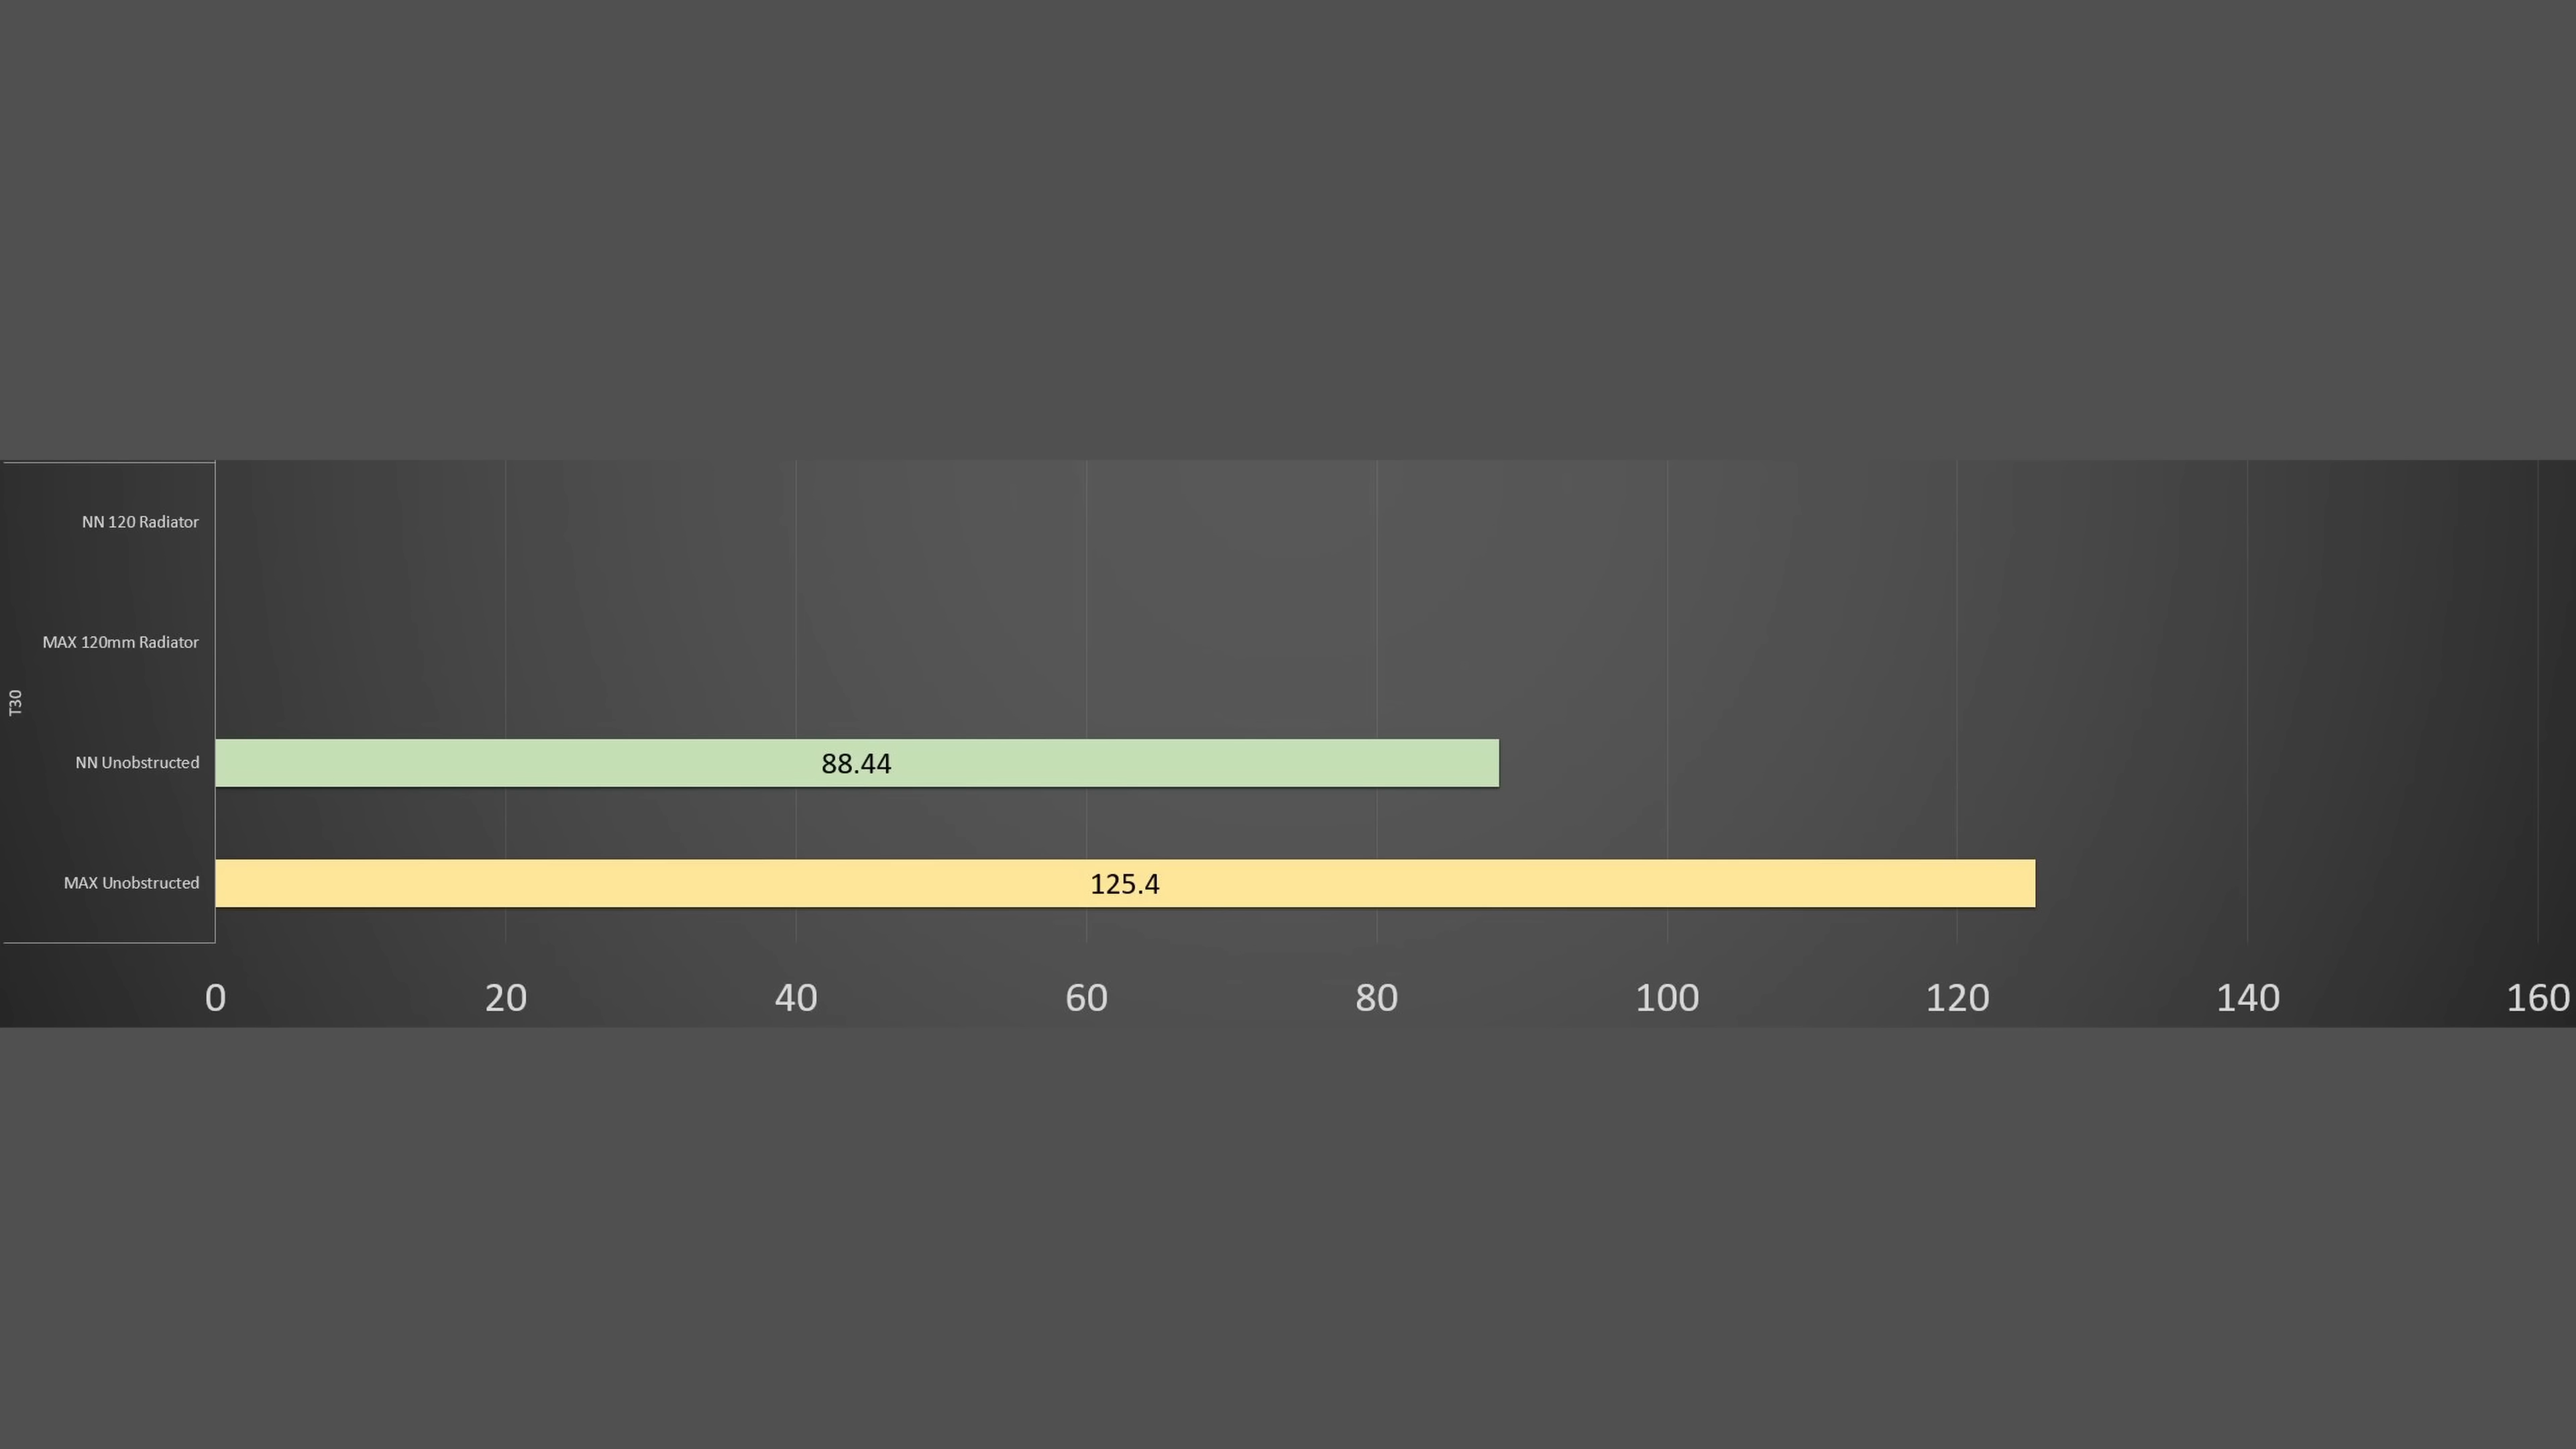 NN 120 Radiator
MAX 120mm Radiator
T30
NN Unobstructed
88.44
MAX Unobstructed
125.4
0 20 40 60 80 100 120 140 160